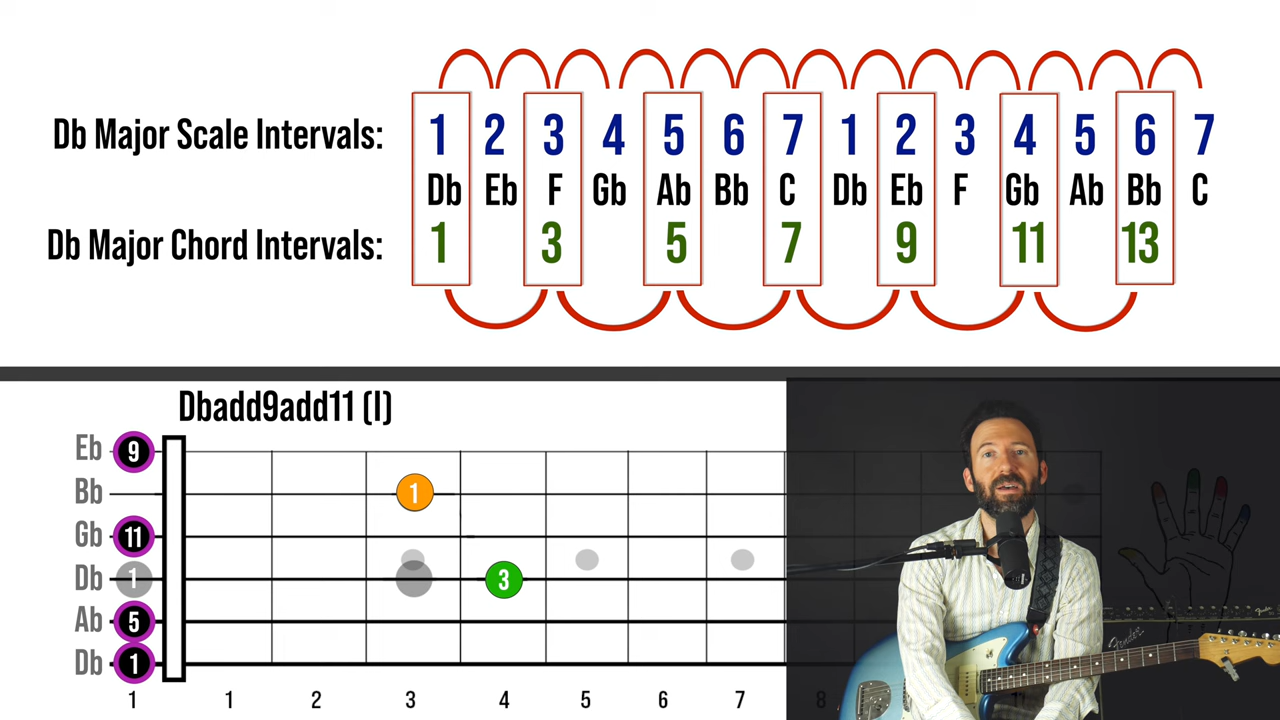 Db Major Scale Intervals: 1 2 3 4 5 6 7 1 2 3 4 5 6 7
Db Eb F Gb Ab Bb C Db Eb F Gb Ab Bb C
Db Major Chord Intervals: 1 3 5 7 9 11 13
Dbadd9add11 (I)
Eb 9
Bb 1
Gb 11
Db 1 3
Ab 5
Db 1
1 1 2 3 4 5 6 7 8
Fender